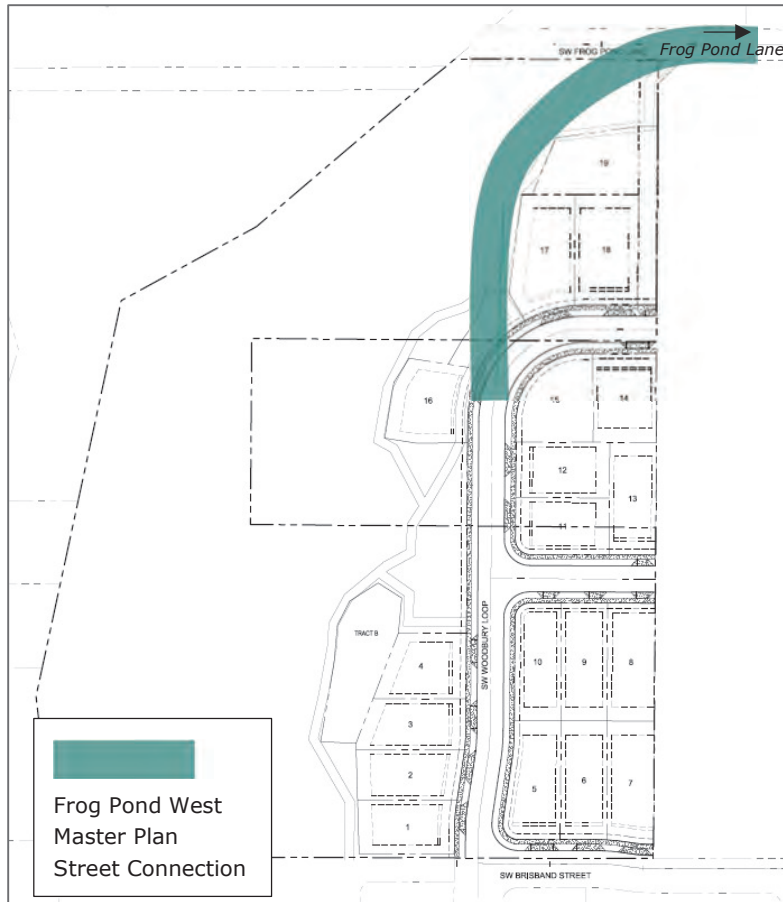 SW FROG POND
Frog Pond Lane
19
17
18
16
15
14
12
13
11
SW WOODBURY LOOP
TRACT B
4
10
9
8
3
2
5
6
7
1
Frog Pond West
Master Plan
Street Connection
SW BRISBAND STREET